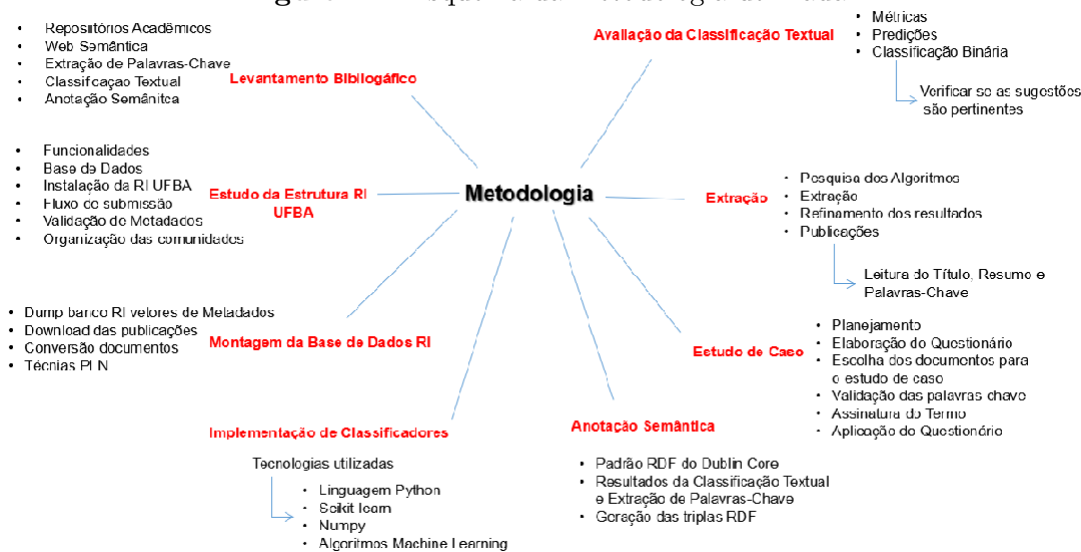 • Repositórios Acadêmicos
• Web Semântica
• Extração de Palavras-Chave
• Classificaçao Textual
• Anotação Semânitca
Levantamento Bibilogáfico
• Funcionalidades
• Base de Dados
• Instalação da RI UFBA
• Fluxo de submissão
• Validação de Metadados
• Organização das comunidades
Estudo da Estrutura RI
UFBA
• Dump banco RI vetores de Metadados
• Download das publicações
• Conversão documentos
• Técnias PLN
Montagem da Base de Dados RI
Implementação de Classificadores
Tecnologias utilizadas
• Linguagem Python
• Scikit learn
• Numpy
• Algoritmos Machine Learning
Metodologia
Avaliação da Classificação Textual
• Métricas
• Predições
• Classificação Binária
Verificar se as sugestões
são pertinentes
Extração
• Pesquisa dos Algoritmos
• Extração
• Refinamento dos resultados
• Publicações
Leitura do Título, Resumo e
Palavras-Chave
Estudo de Caso
• Planejamento
• Elaboração do Questionário
• Escolha dos documentos para
o estudo de caso
• Validação das palavras chave
• Assinatura do Termo
• Aplicação do Questionário
Anotação Semântica
• Padrão RDF do Dublin Core
• Resultados da Classificação Textual
e Extração de Palavras-Chave
• Geração das triplas RDF